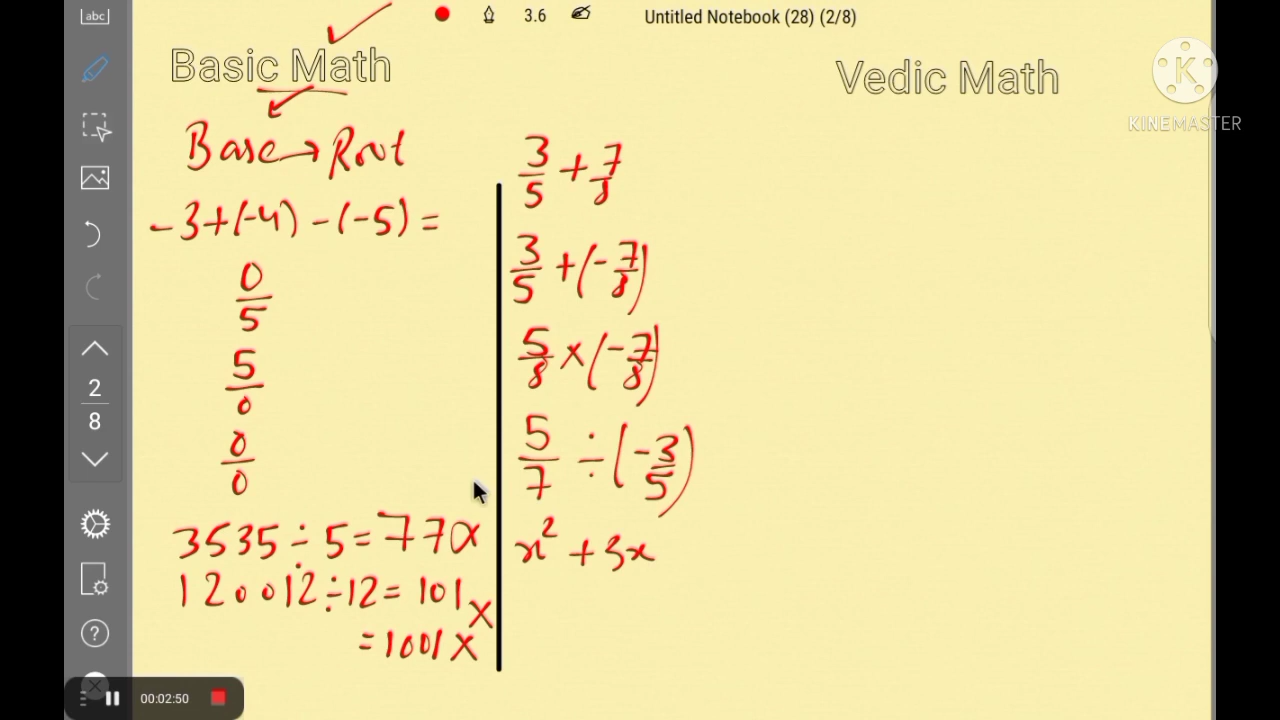 abc
3.6
Untitled Notebook (28) (2/8)
Basic Math
Vedic Math
KINEMASTER
Base → Root
-3+(-4) -(-5) =
0/5
5/0
0/0
3535 ÷ 5 = 77 x
120012 ÷ 12 = 101 x
= 1001 x
3/5 + 7/8
3/5 + (-7/8)
5/8 × (-7/8)
5/7 ÷ (-3/5)
x² + 3x
2
8
?
00:02:50